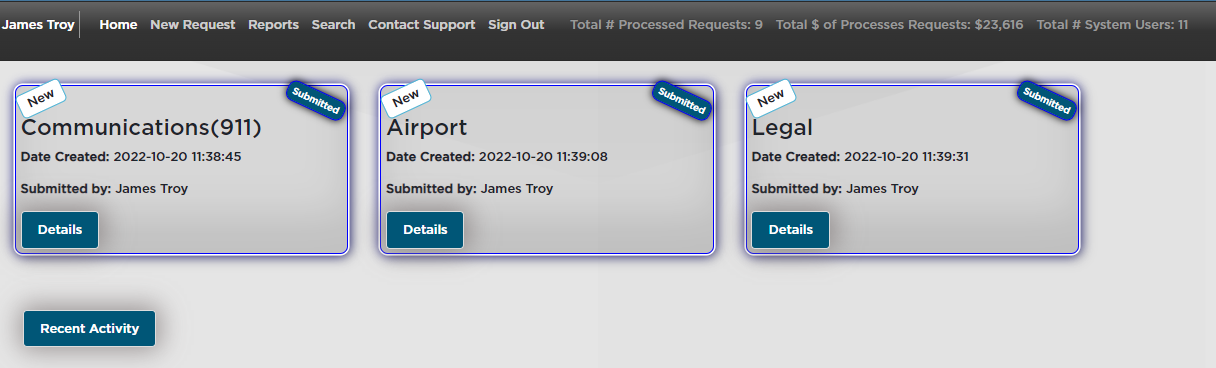 James Troy Home New Request Reports Search Contact Support Sign Out Total # Processed Requests: 9 Total $ of Processes Requests: $23,616 Total # System Users: 11
New Submitted
Communications(911)
Date Created: 2022-10-20 11:38:45
Submitted by: James Troy
Details
New Submitted
Airport
Date Created: 2022-10-20 11:39:08
Submitted by: James Troy
Details
New Submitted
Legal
Date Created: 2022-10-20 11:39:31
Submitted by: James Troy
Details
Recent Activity